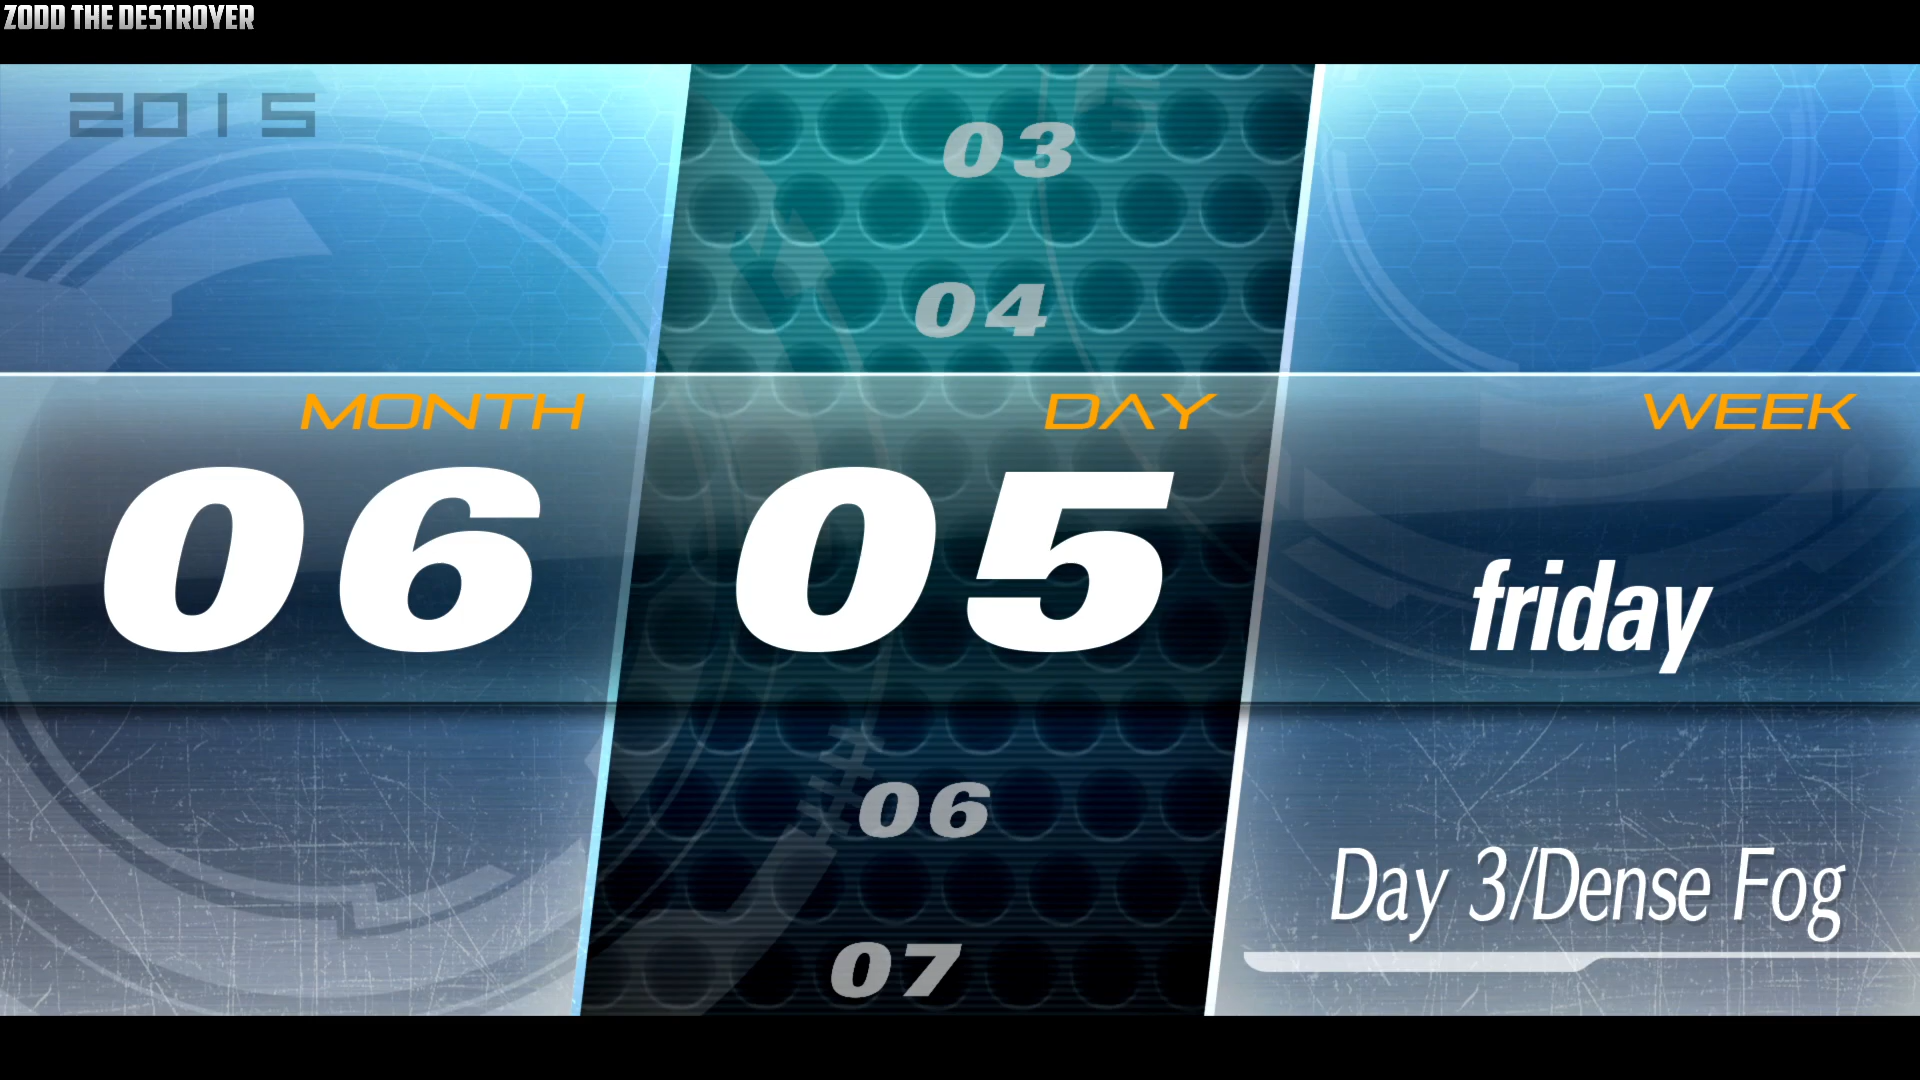 ZODD THE DESTROYER
2015
03
04
MONTH
DAY
WEEK
06
05
friday
06
Day 3/Dense Fog
07